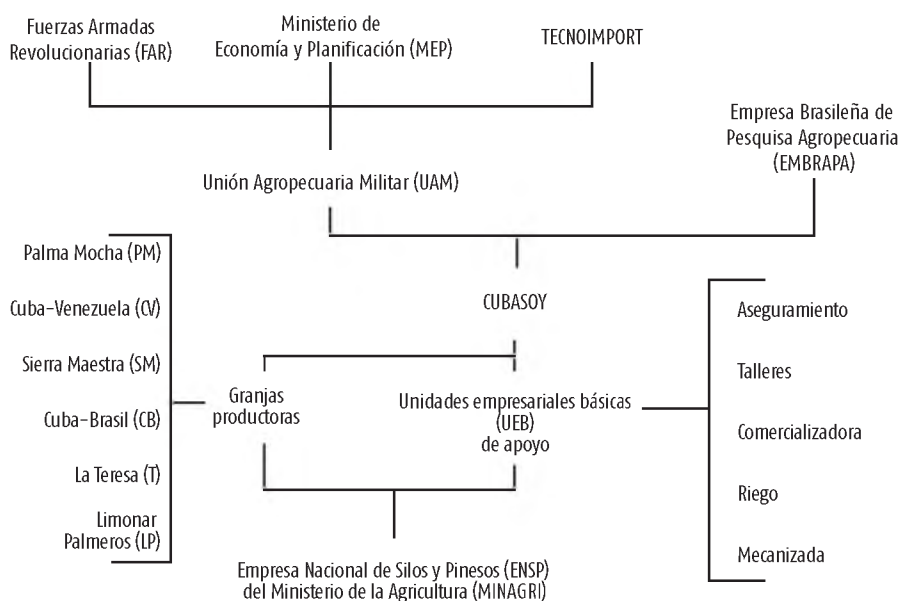 Fuerzas Armadas
Revolucionarias (FAR)
Ministerio de
Economía y Planificación (MEP)
TECNOIMPORT
Empresa Brasileña de
Pesquisa Agropecuaria
(EMBRAPA)
Unión Agropecuaria Militar (UAM)
Palma Mocha (PM)
Cuba-Venezuela (CV)
Sierra Maestra (SM)
Cuba-Brasil (CB)
La Teresa (T)
Limonar
Palmeros (LP)
CUBASOY
Granjas
productoras
Unidades empresariales básicas
(UEB)
de apoyo
Aseguramiento
Talleres
Comercializadora
Riego
Mecanizada
Empresa Nacional de Silos y Pinesos (ENSP)
del Ministerio de la Agricultura (MINAGRI)